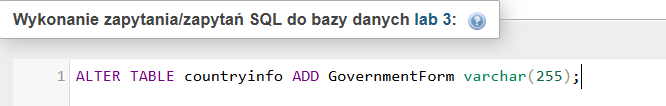 Wykonanie zapytania/zapytań SQL do bazy danych lab 3:
1 ALTER TABLE countryinfo ADD GovernmentForm varchar(255);